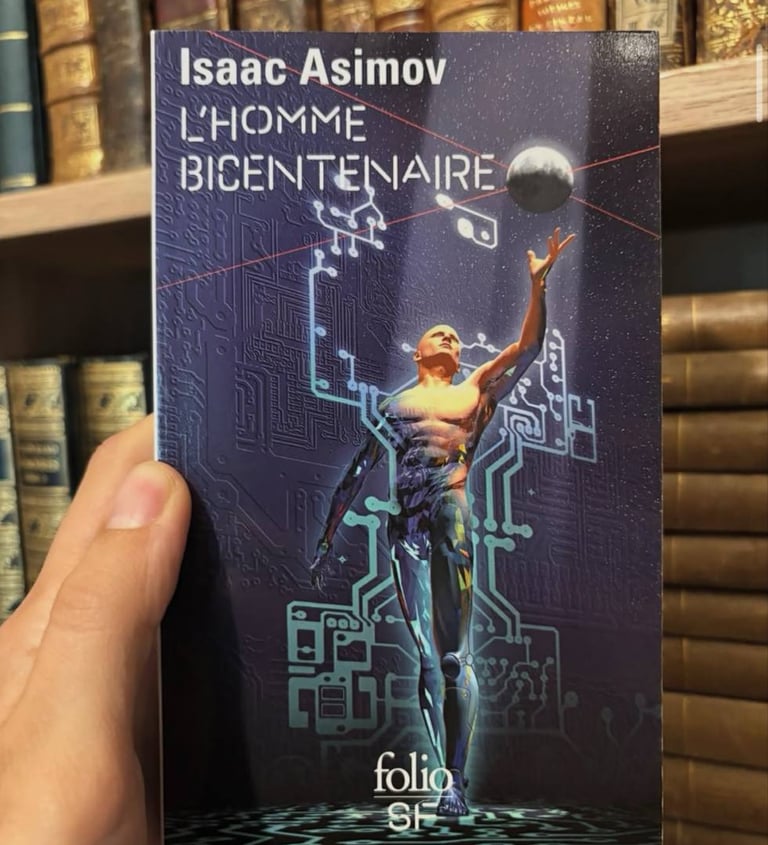 Isaac Asimov
L'HOMME
BICENTENAIRE
folio
SF